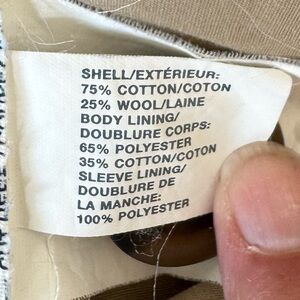 SHELL/EXTÉRIEUR:
75% COTTON/COTON
25% WOOL/LAINE
BODY LINING/
DOUBLURE CORPS:
65% POLYESTER
35% COTTON/COTON
SLEEVE LINING/
DOUBLURE DE
LA MANCHE:
100% POLYESTER